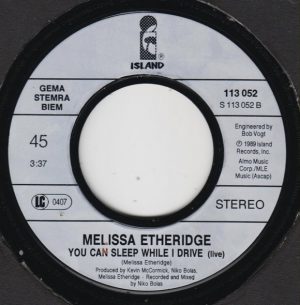 ISLAND
GEMA
STEMRA
BIEM
113 052
S 113 052 B
Engineered by
Bob Vogt
℗ 1989 Island
Records, Inc.
Almo Music
Corp./MLE
Music (Ascap)
45
3:37
LC 0407
STEREO
MELISSA ETHERIDGE
YOU CAN SLEEP WHILE I DRIVE (live)
(Melissa Etheridge)
Produced by Kevin McCormick, Niko Bolas,
Melissa Etheridge - Recorded and Mixed
by Niko Bolas